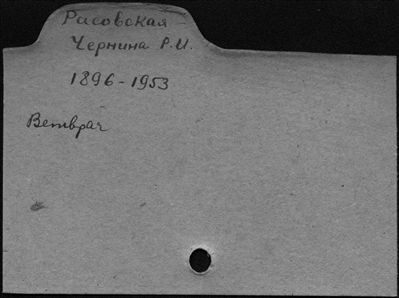 Расовская -
Чернина Р.И.
1896-1953
Ветврач